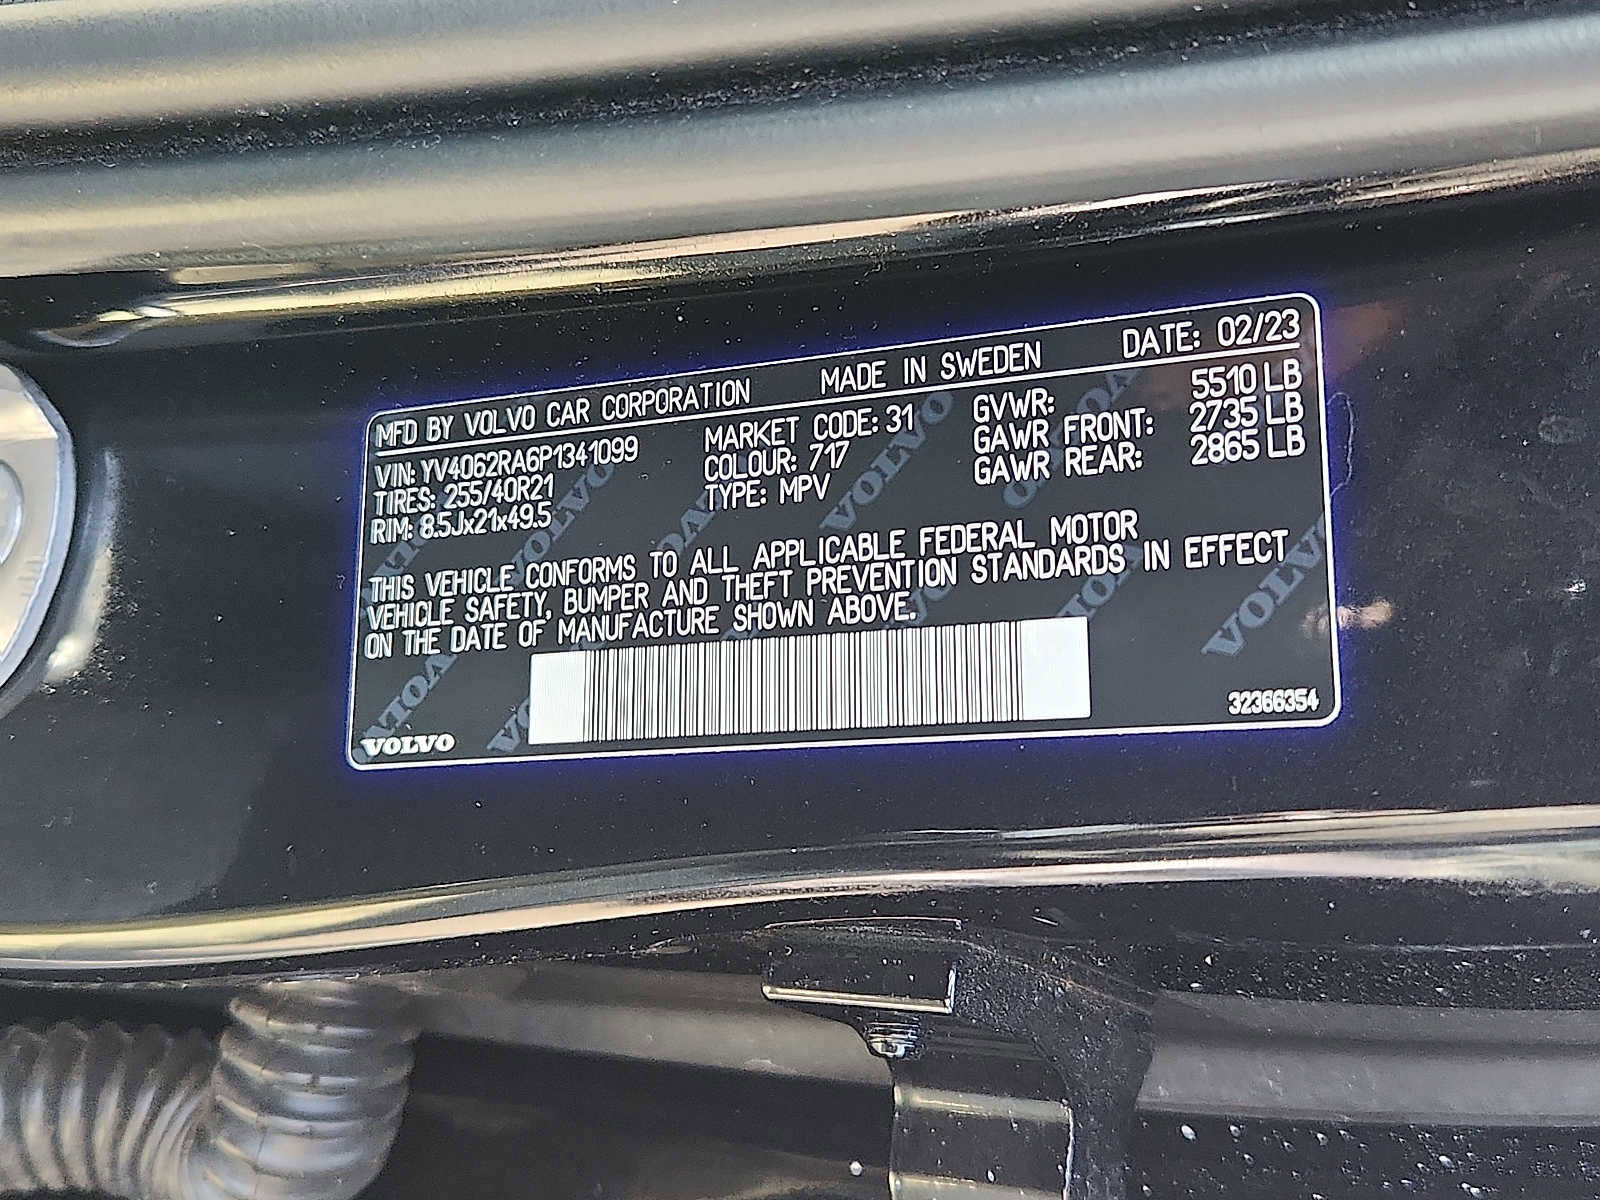 MFD BY VOLVO CAR CORPORATION MADE IN SWEDEN DATE: 02/23
VIN: YV4062RA6P1341099 MARKET CODE: 31 GVWR: 5510 LB
TIRES: 255/40R21 COLOUR: 717 GAWR FRONT: 2735 LB
RIM: 8.5Jx21x49.5 TYPE: MPV GAWR REAR: 2865 LB
THIS VEHICLE CONFORMS TO ALL APPLICABLE FEDERAL MOTOR
VEHICLE SAFETY, BUMPER AND THEFT PREVENTION STANDARDS IN EFFECT
ON THE DATE OF MANUFACTURE SHOWN ABOVE.
32366354
VOLVO